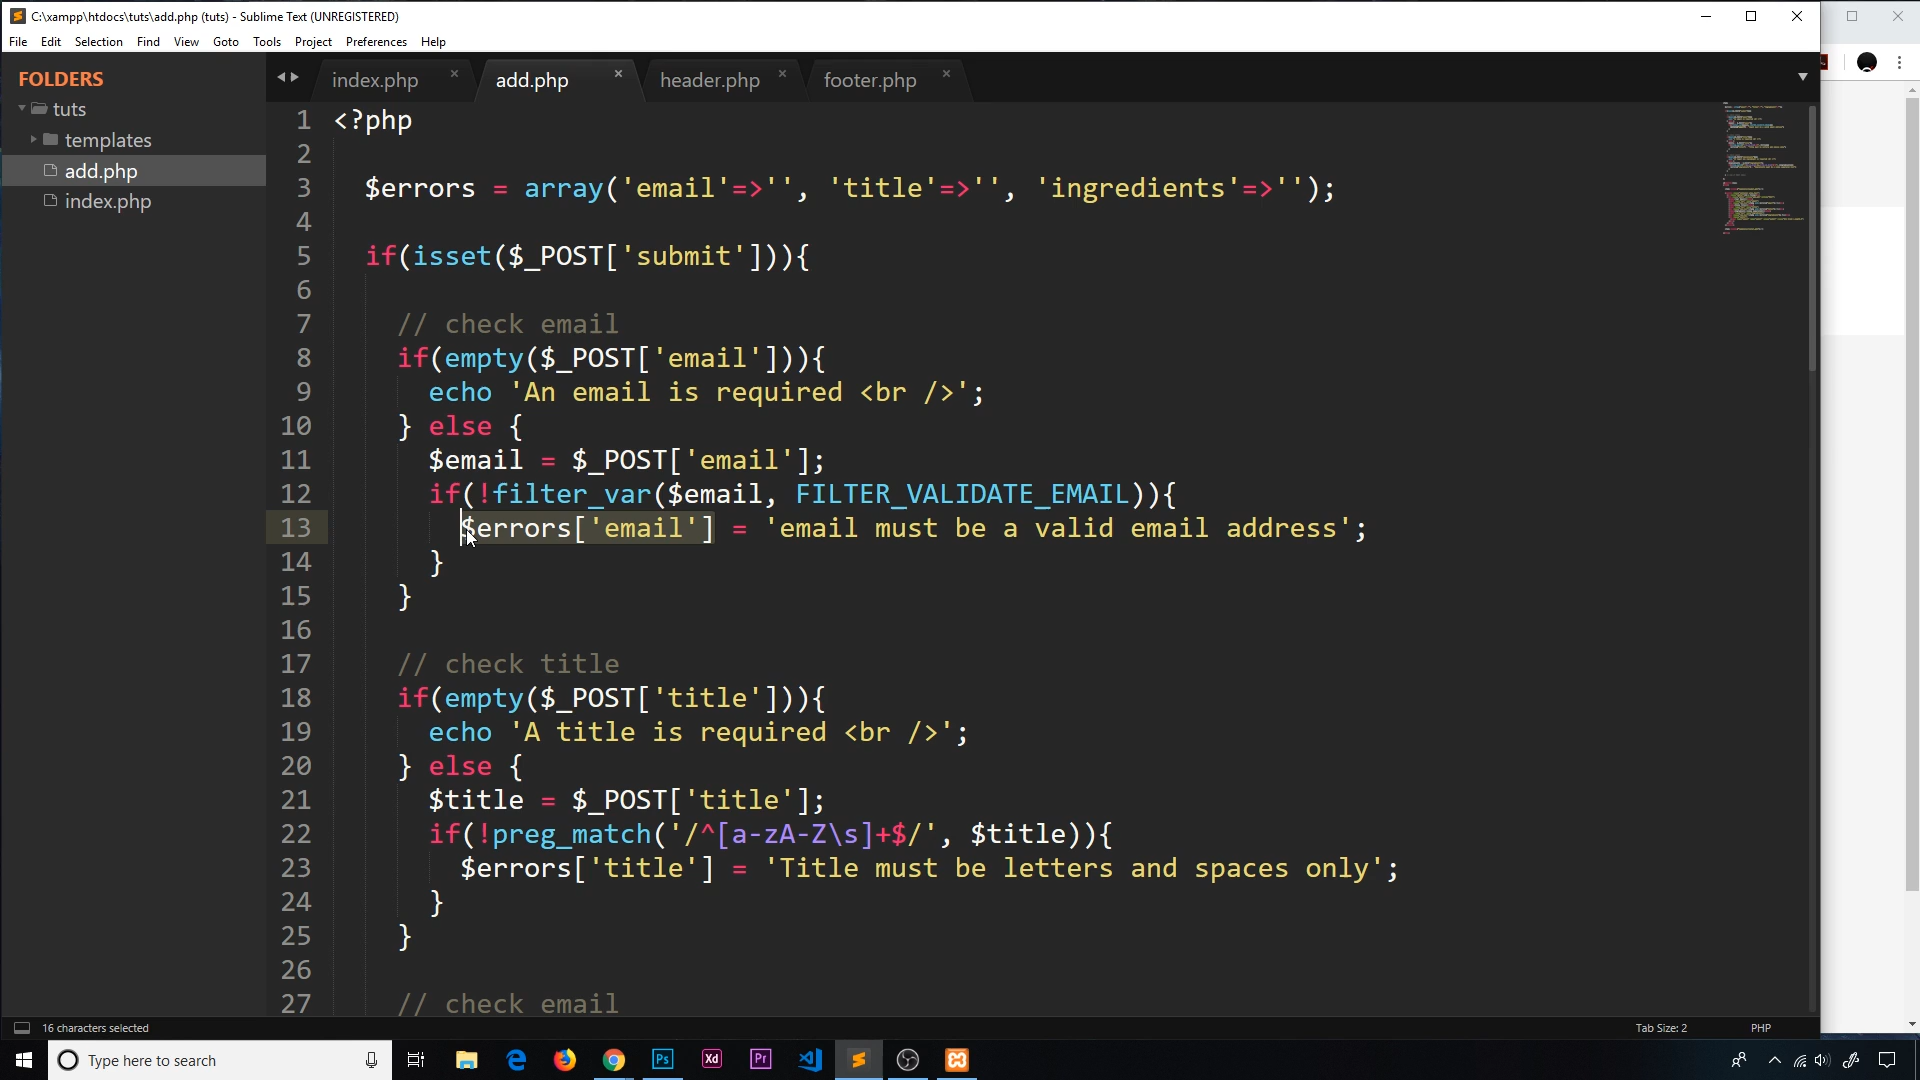 C:\xampp\htdocs\tuts\add.php (tuts) - Sublime Text (UNREGISTERED)
File Edit Selection Find View Goto Tools Project Preferences Help
FOLDERS
tuts
templates
add.php
index.php
index.php × add.php × header.php × footer.php ×
1 <?php
2
3 $errors = array('email'=>'', 'title'=>'', 'ingredients'=>'');
4
5 if(isset($_POST['submit'])){
6
7 // check email
8 if(empty($_POST['email'])){
9 echo 'An email is required <br />';
10 } else {
11 $email = $_POST['email'];
12 if(!filter_var($email, FILTER_VALIDATE_EMAIL)){
13 $errors['email'] = 'email must be a valid email address';
14 }
15 }
16
17 // check title
18 if(empty($_POST['title'])){
19 echo 'A title is required <br />';
20 } else {
21 $title = $_POST['title'];
22 if(!preg_match('/^[a-zA-Z\s]+$/', $title)){
23 $errors['title'] = 'Title must be letters and spaces only';
24 }
25 }
26
27 // check email
16 characters selected
Tab Size: 2
PHP
Type here to search
Ps
Xd
Pr